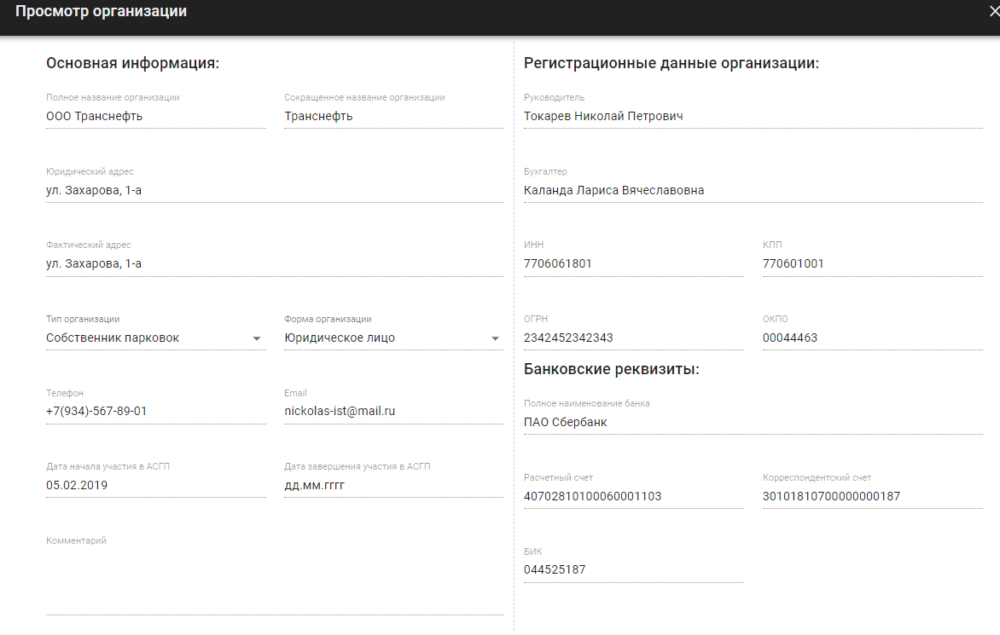 Просмотр организации
Основная информация:
Полное название организации
Сокращенное название организации
ООО Транснефть
Транснефть
Юридический адрес
ул. Захарова, 1-а
Фактический адрес
ул. Захарова, 1-а
Тип организации
Форма организации
Собственник парковок
Юридическое лицо
Телефон
Email
+7(934)-567-89-01
nickolas-ist@mail.ru
Дата начала участия в АСГП
Дата завершения участия в АСГП
05.02.2019
дд.мм.гггг
Комментарий
Регистрационные данные организации:
Руководитель
Токарев Николай Петрович
Бухгалтер
Каланда Лариса Вячеславовна
ИНН
КПП
7706061801
770601001
ОГРН
ОКПО
2342452342343
00044463
Банковские реквизиты:
Полное наименование банка
ПАО Сбербанк
Расчетный счет
Корреспондентский счет
40702810100060001103
30101810700000000187
БИК
044525187